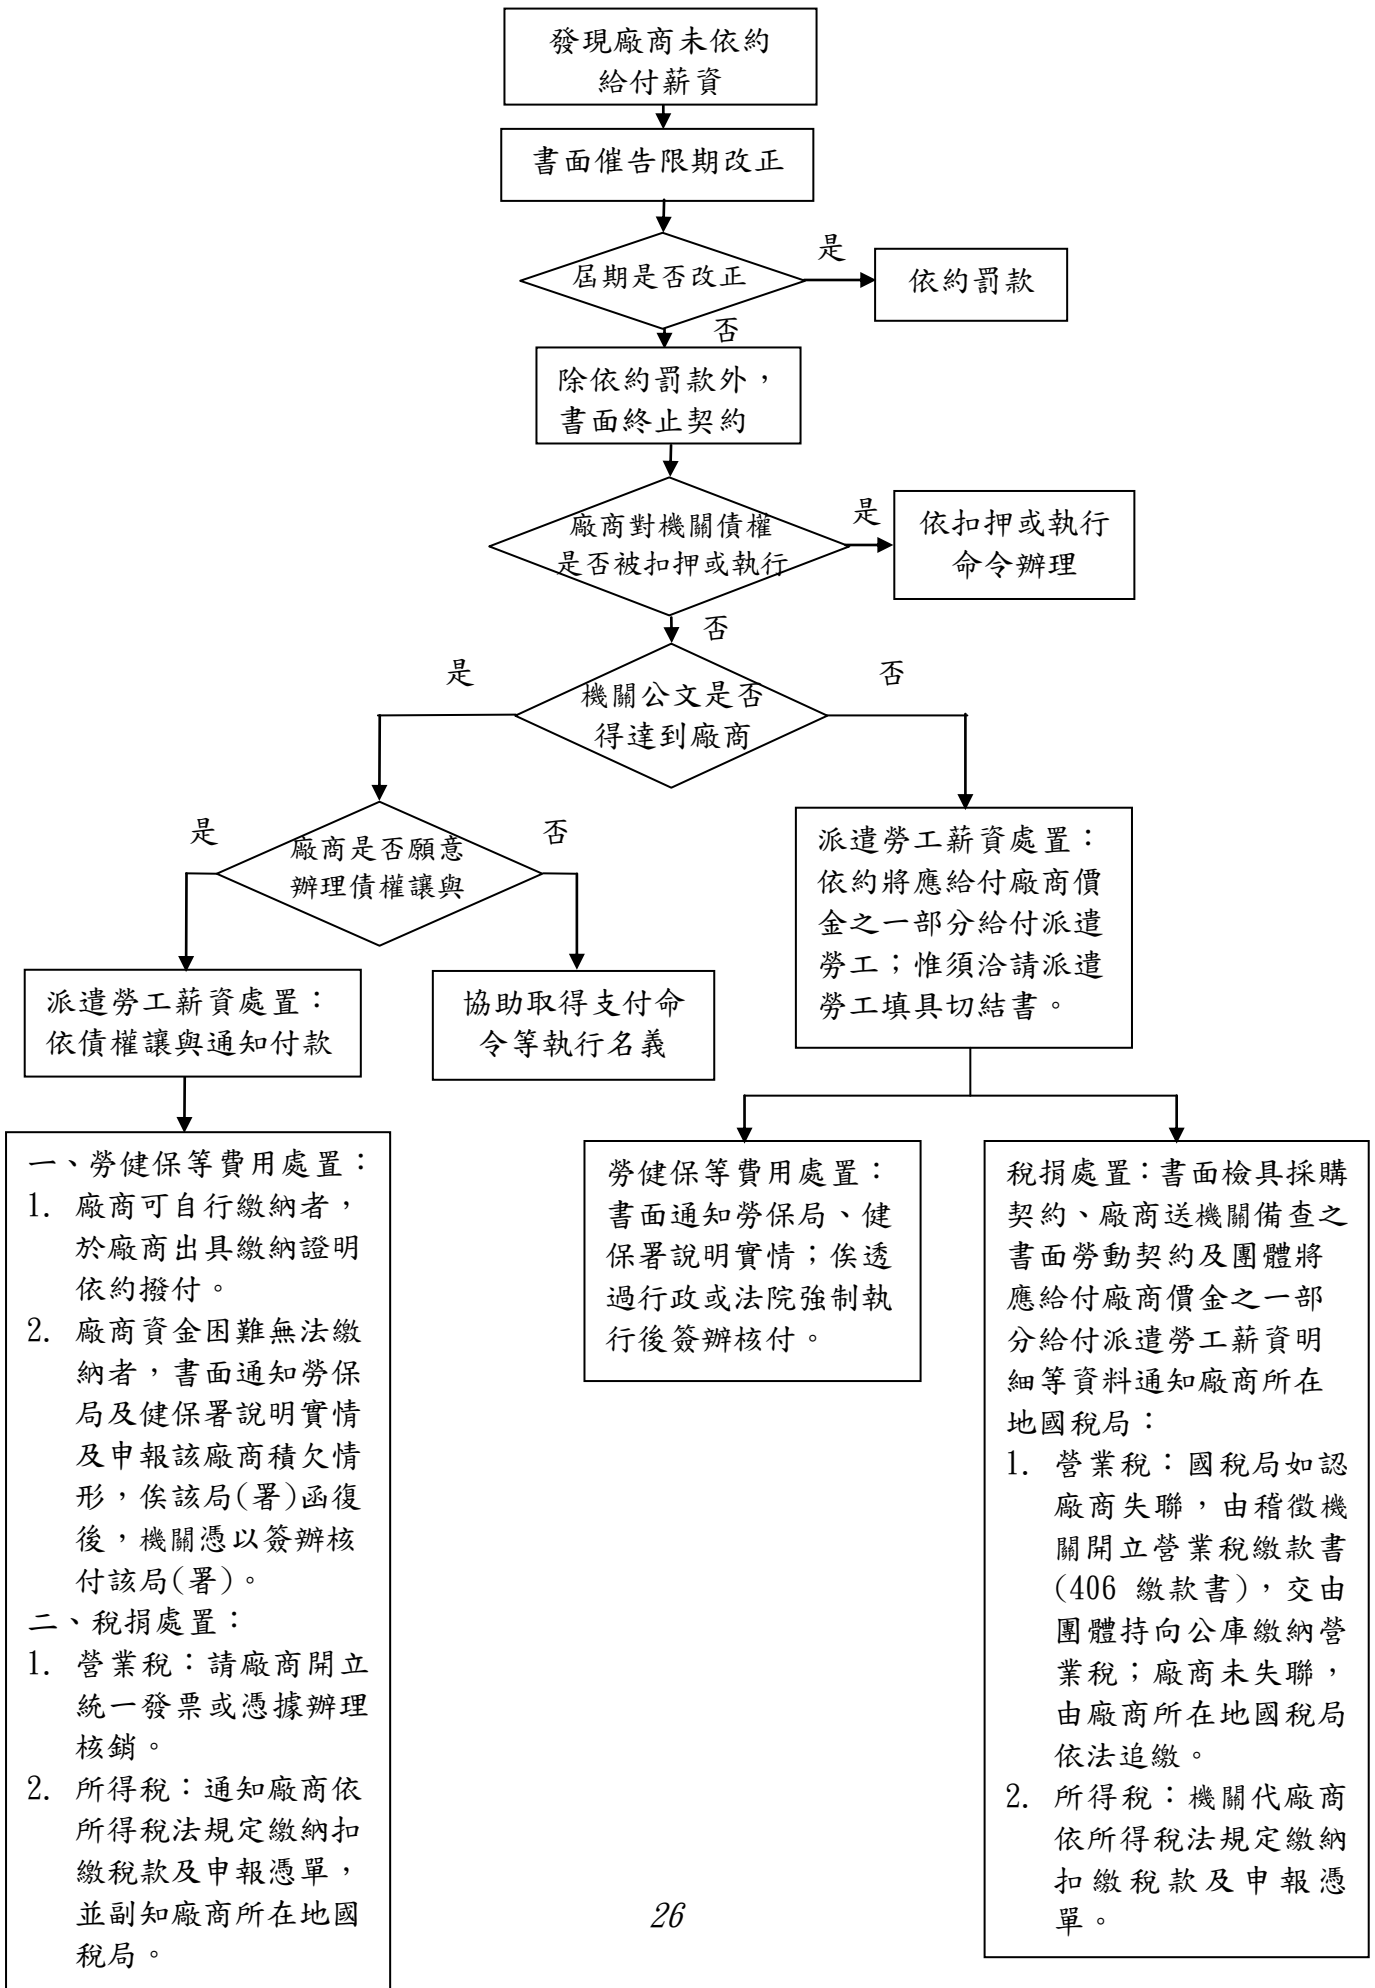 發現廠商未依約
給付薪資
書面催告限期改正
屆期是否改正
是
依約罰款
否
除依約罰款外，
書面終止契約
廠商對機關債權
是否被扣押或執行
是
依扣押或執行
命令辦理
否
機關公文是否
得達到廠商
是
否
廠商是否願意
辦理債權讓與
是
否
派遣勞工薪資處置：
依約將應給付廠商價
金之一部分給付派遣
勞工；惟須洽請派遣
勞工填具切結書。
派遣勞工薪資處置：
依債權讓與通知付款
協助取得支付命
令等執行名義
一、勞健保等費用處置：
1. 廠商可自行繳納者，
於廠商出具繳納證明
依約撥付。
2. 廠商資金困難無法繳
納者，書面通知勞保
局及健保署說明實情
及申報該廠商積欠情
形，俟該局(署)函復
後，機關憑以簽辦核
付該局(署)。
二、稅捐處置：
1. 營業稅：請廠商開立
統一發票或憑據辦理
核銷。
2. 所得稅：通知廠商依
所得稅法規定繳納扣
繳稅款及申報憑單，
並副知廠商所在地國
稅局。
勞健保等費用處置：
書面通知勞保局、健
保署說明實情；俟透
過行政或法院強制執
行後簽辦核付。
稅捐處置：書面檢具採購
契約、廠商送機關備查之
書面勞動契約及團體將
應給付廠商價金之一部
分給付派遣勞工薪資明
細等資料通知廠商所在
地國稅局：
1. 營業稅：國稅局如認
廠商失聯，由稽徵機
關開立營業稅繳款書
(406 繳款書)，交由
團體持向公庫繳納營
業稅；廠商未失聯，
由廠商所在地國稅局
依法追繳。
2. 所得稅：機關代廠商
依所得稅法規定繳納
扣繳稅款及申報憑
單。
26